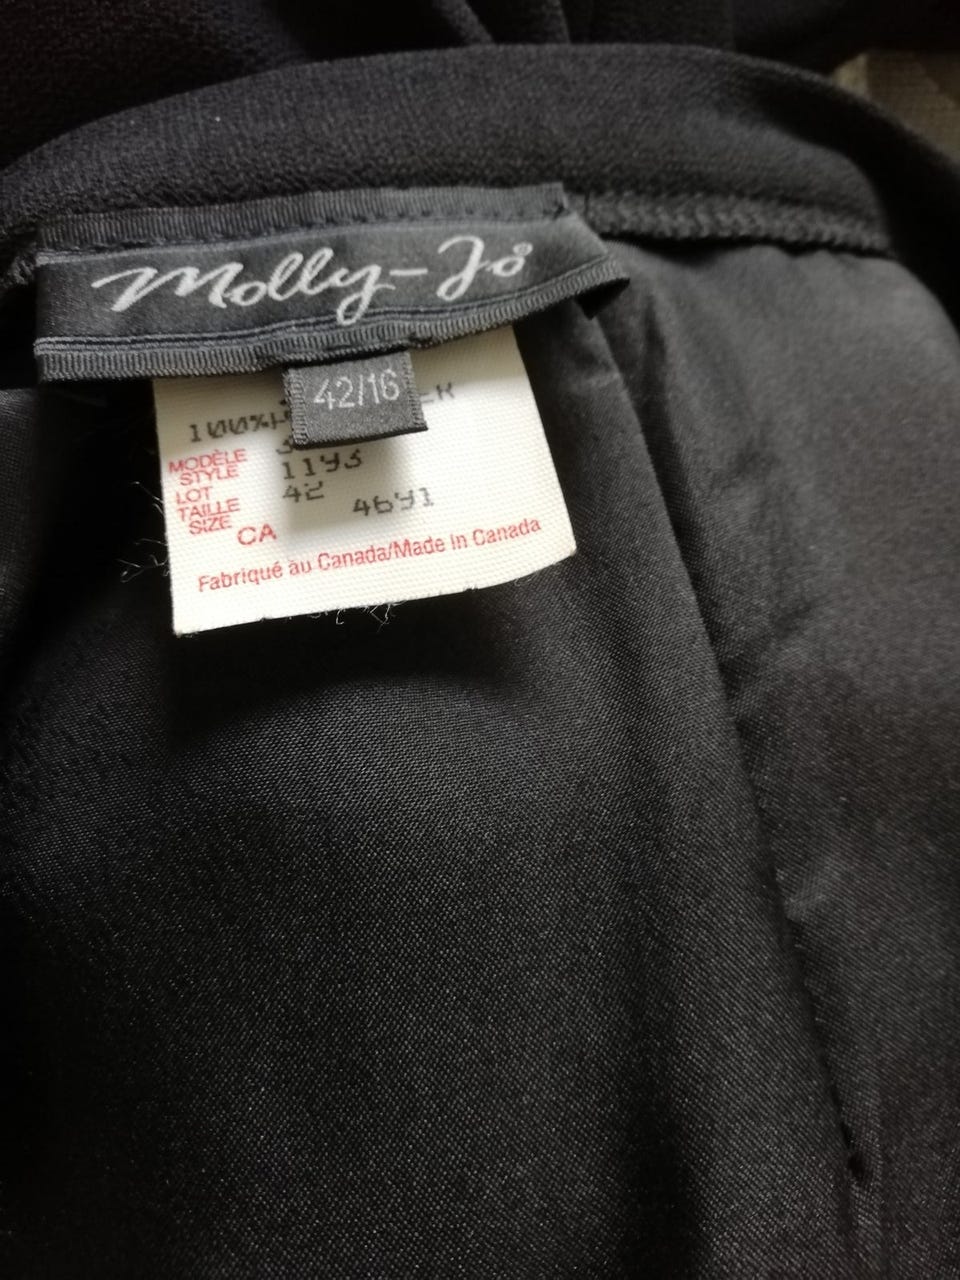 Molly-Jo
42/16
100%
MODÈLE
STYLE
LOT 1193
TAILLE 42
SIZE 4691
CA
Fabriqué au Canada/Made in Canada